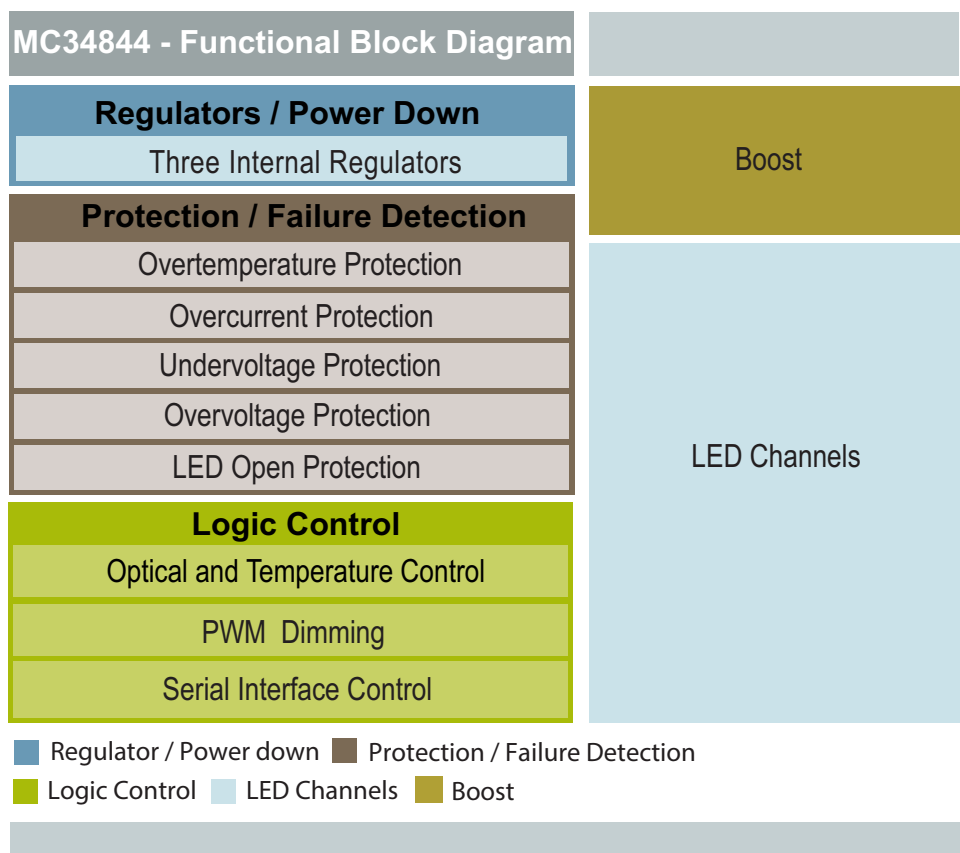 MC34844 - Functional Block Diagram
Regulators / Power Down
Three Internal Regulators
Protection / Failure Detection
Overtemperature Protection
Overcurrent Protection
Undervoltage Protection
Overvoltage Protection
LED Open Protection
Logic Control
Optical and Temperature Control
PWM Dimming
Serial Interface Control
Boost
LED Channels
Regulator / Power down
Protection / Failure Detection
Logic Control
LED Channels
Boost